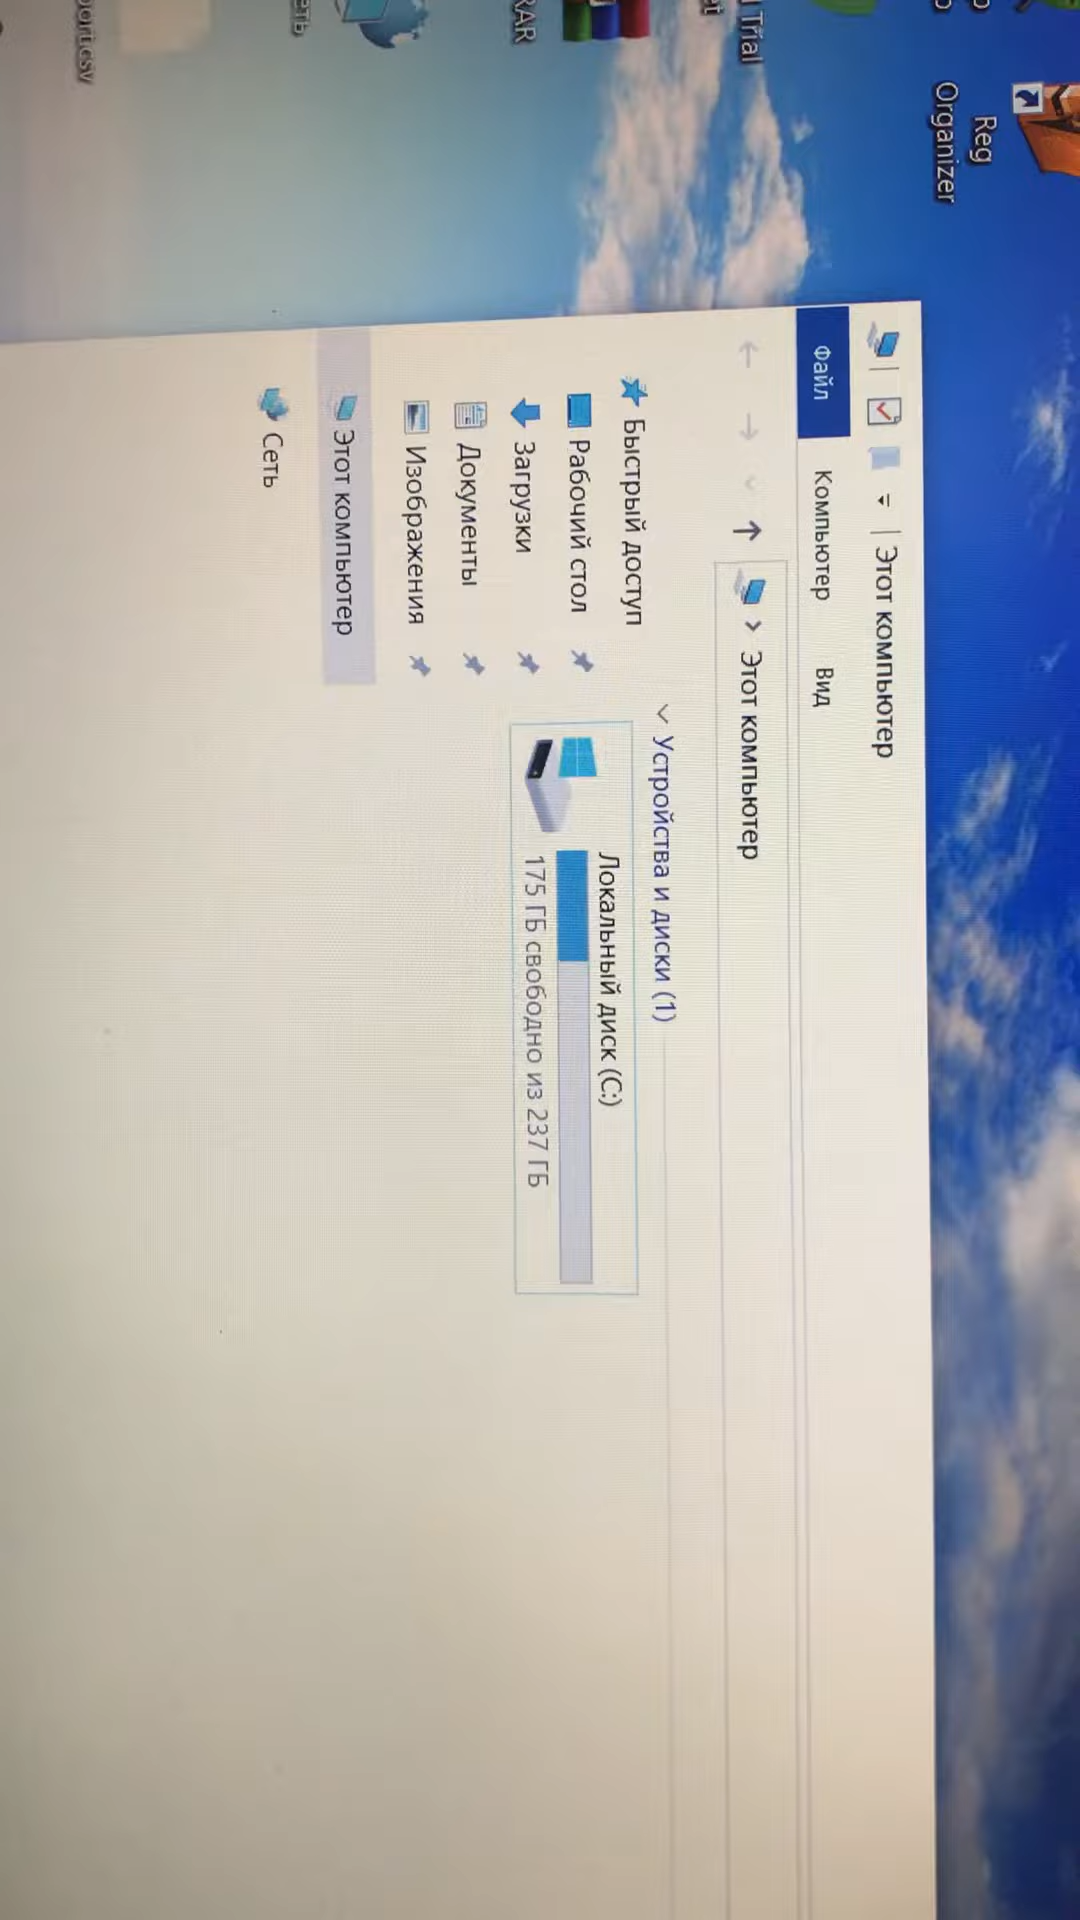 Trial
Reg
Organizer
Этот компьютер
Файл
Компьютер
Вид
Этот компьютер
Быстрый доступ
Рабочий стол
Загрузки
Документы
Изображения
Этот компьютер
Сеть
Устройства и диски (1)
Локальный диск (C:)
175 ГБ свободно из 237 ГБ